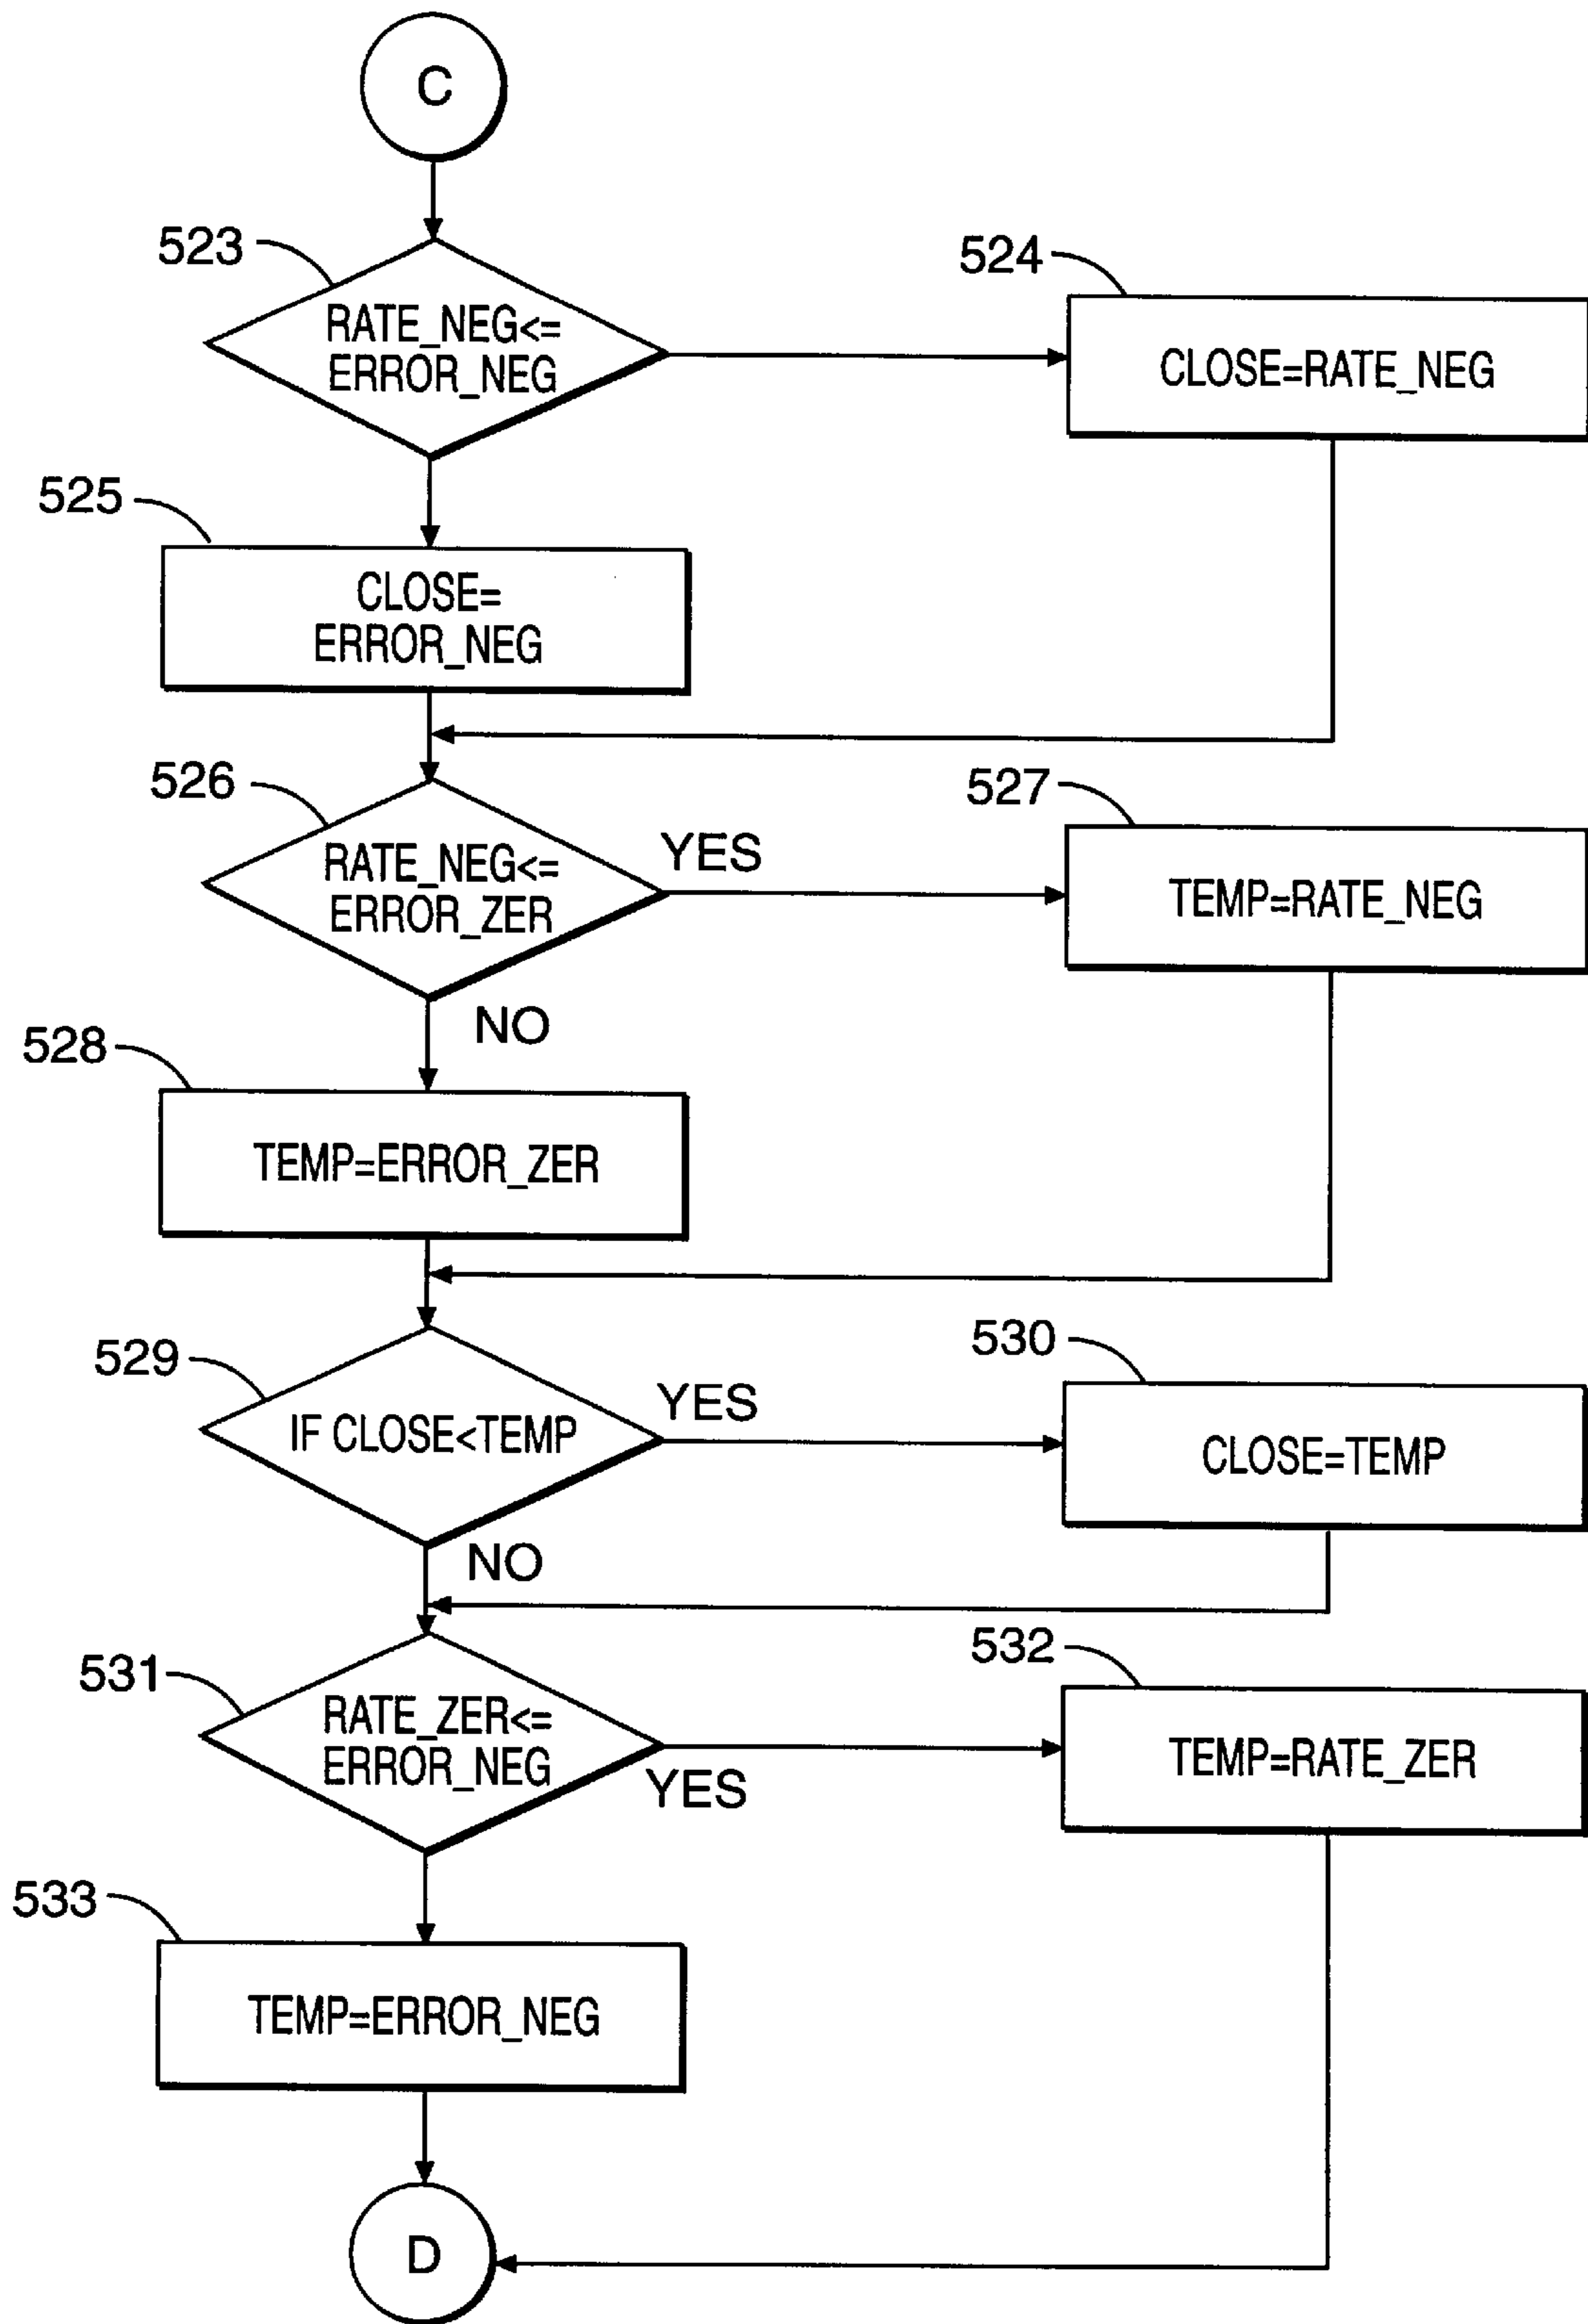 C
523
RATE_NEG<=
ERROR_NEG
524
CLOSE=RATE_NEG
525
CLOSE=
ERROR_NEG
526
RATE_NEG<=
ERROR_ZER
YES
527
TEMP=RATE_NEG
NO
528
TEMP=ERROR_ZER
529
IF CLOSE<TEMP
YES
530
CLOSE=TEMP
NO
531
RATE_ZER<=
ERROR_NEG
YES
532
TEMP=RATE_ZER
533
TEMP=ERROR_NEG
D